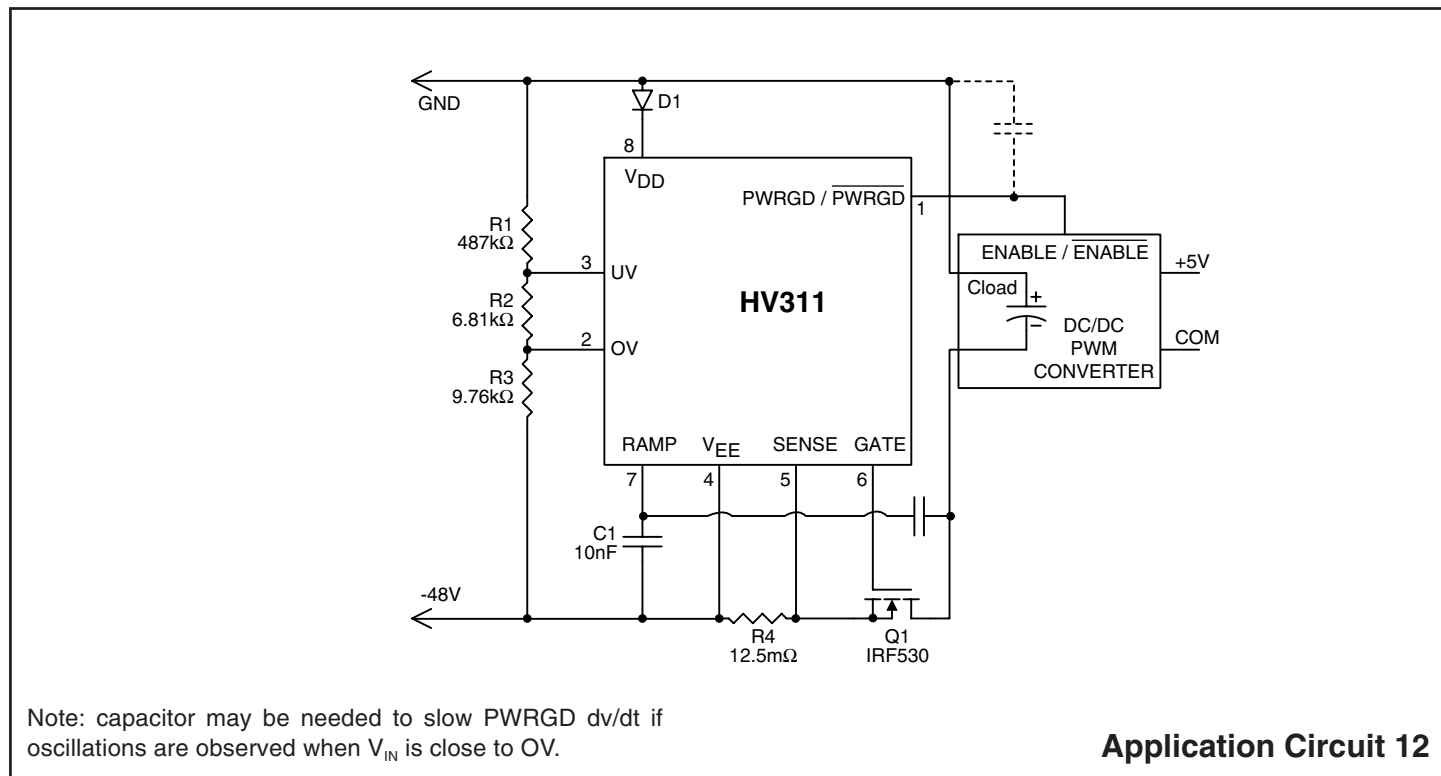 GND
D1
8
VDD
PWRGD / PWRGD
1
R1
487kΩ
ENABLE / ENABLE
+5V
3
UV
Cload
+
HV311
R2
6.81kΩ
–
DC/DC
PWM
CONVERTER
COM
2
OV
R3
9.76kΩ
RAMP
VEE
SENSE
GATE
7
4
5
6
C1
10nF
-48V
R4
12.5mΩ
Q1
IRF530
Note: capacitor may be needed to slow PWRGD dv/dt if
oscillations are observed when VIN is close to OV.
Application Circuit 12